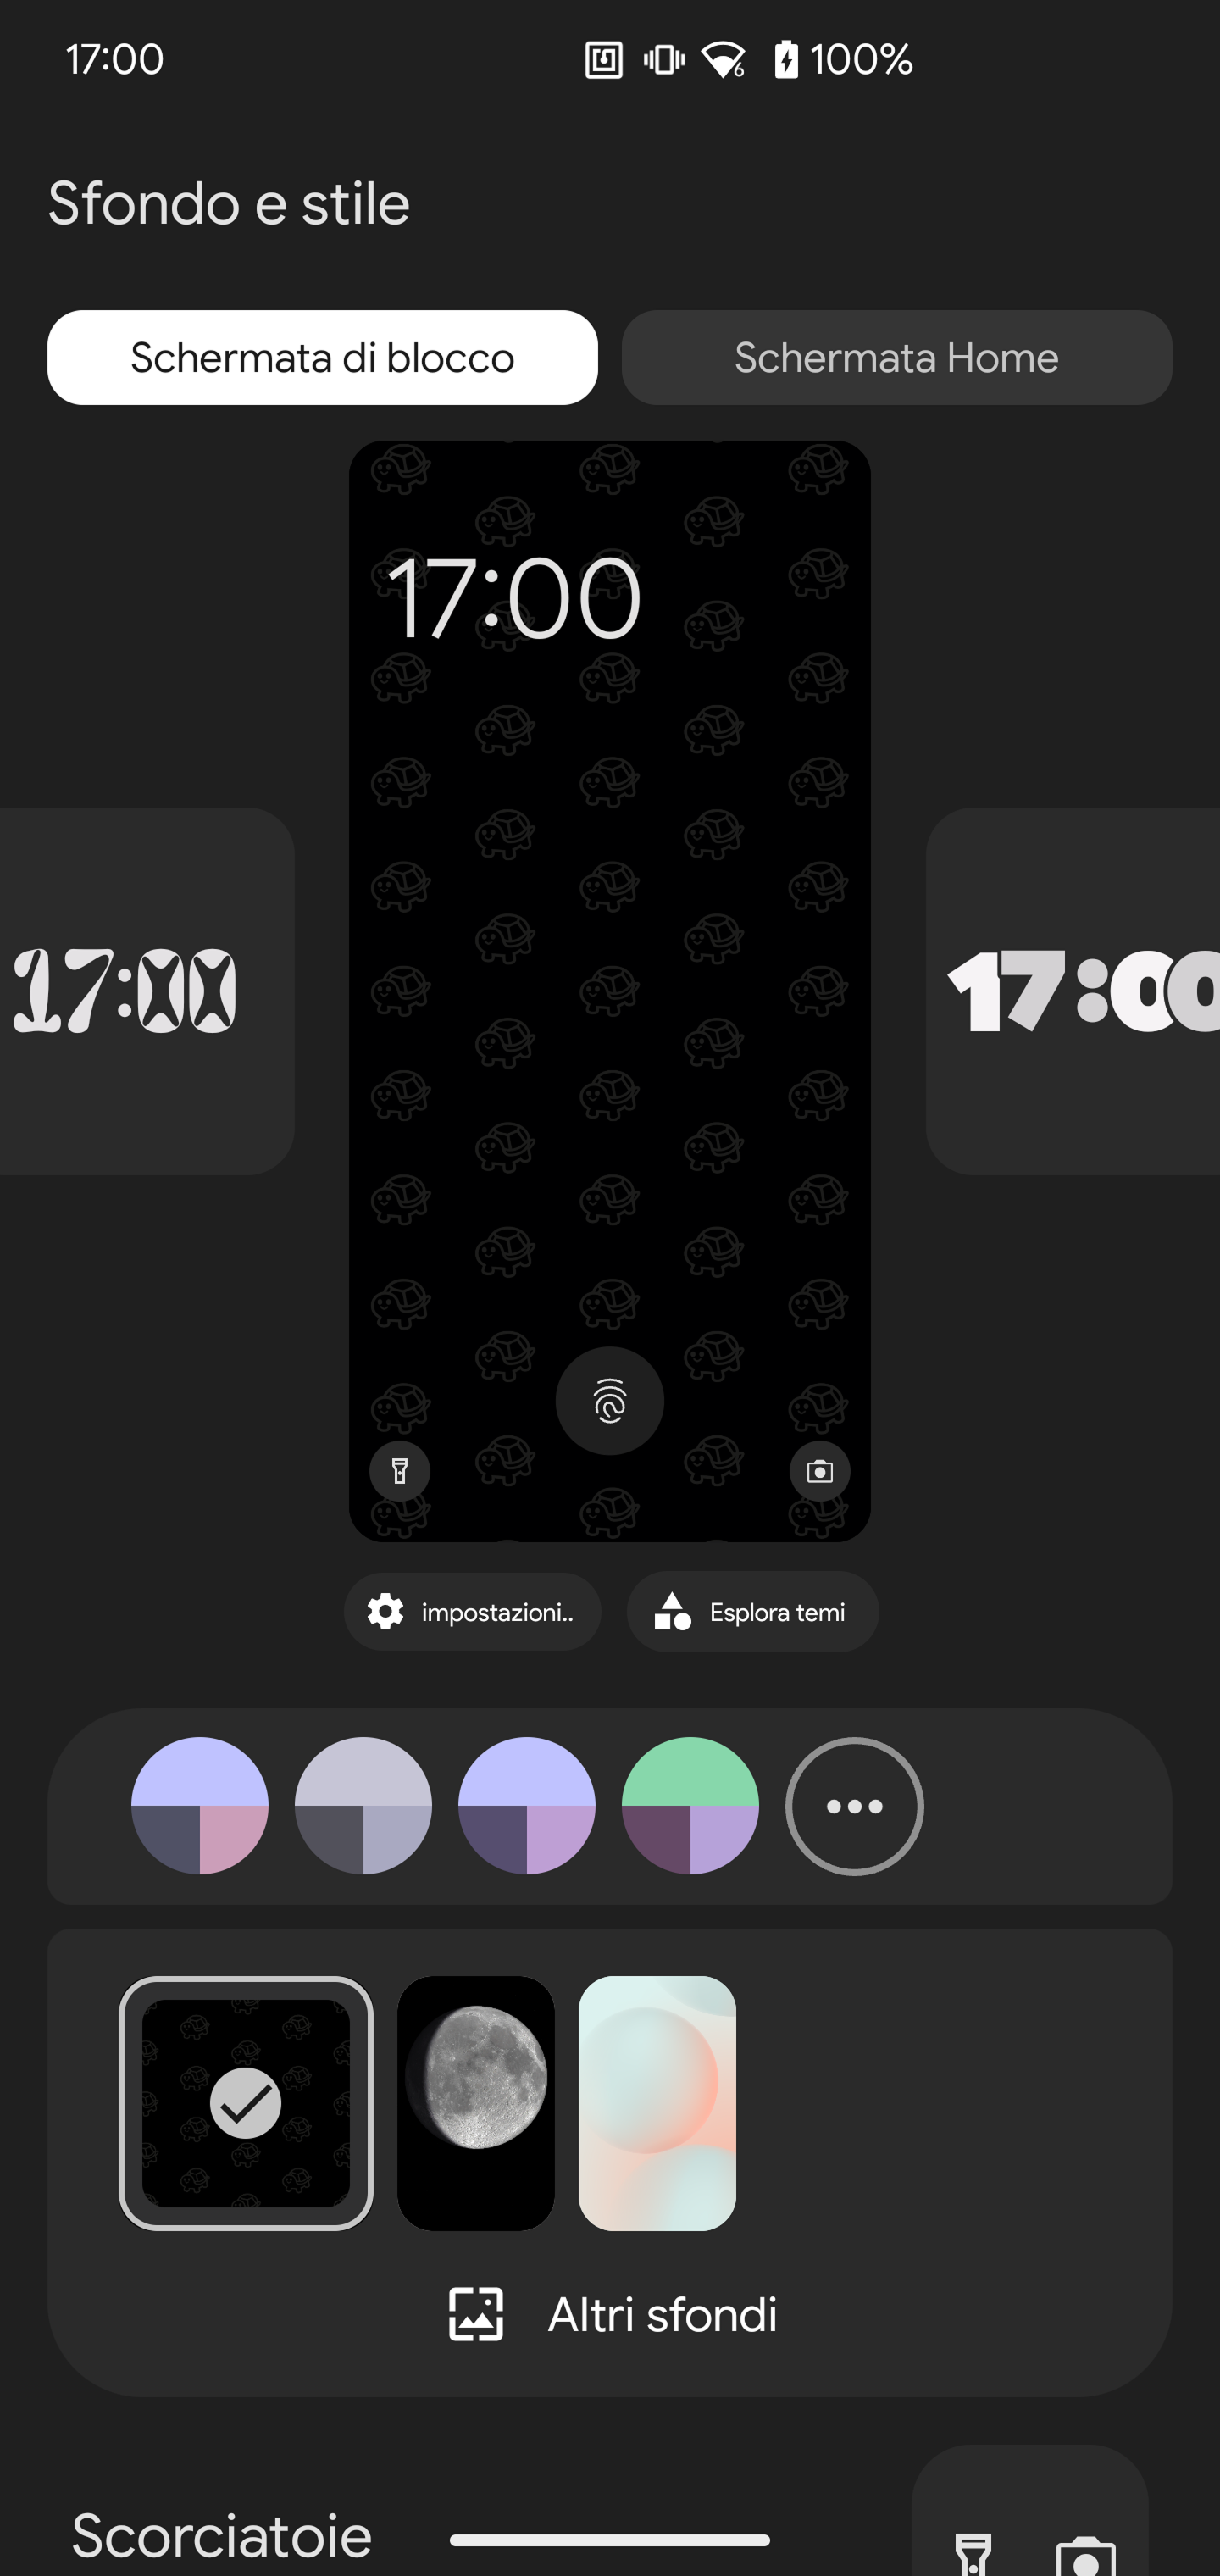 17:00
6
100%
Sfondo e stile
Schermata di blocco
Schermata Home
17:00
17:00
17:00
impostazioni..
Esplora temi
Altri sfondi
Scorciatoie